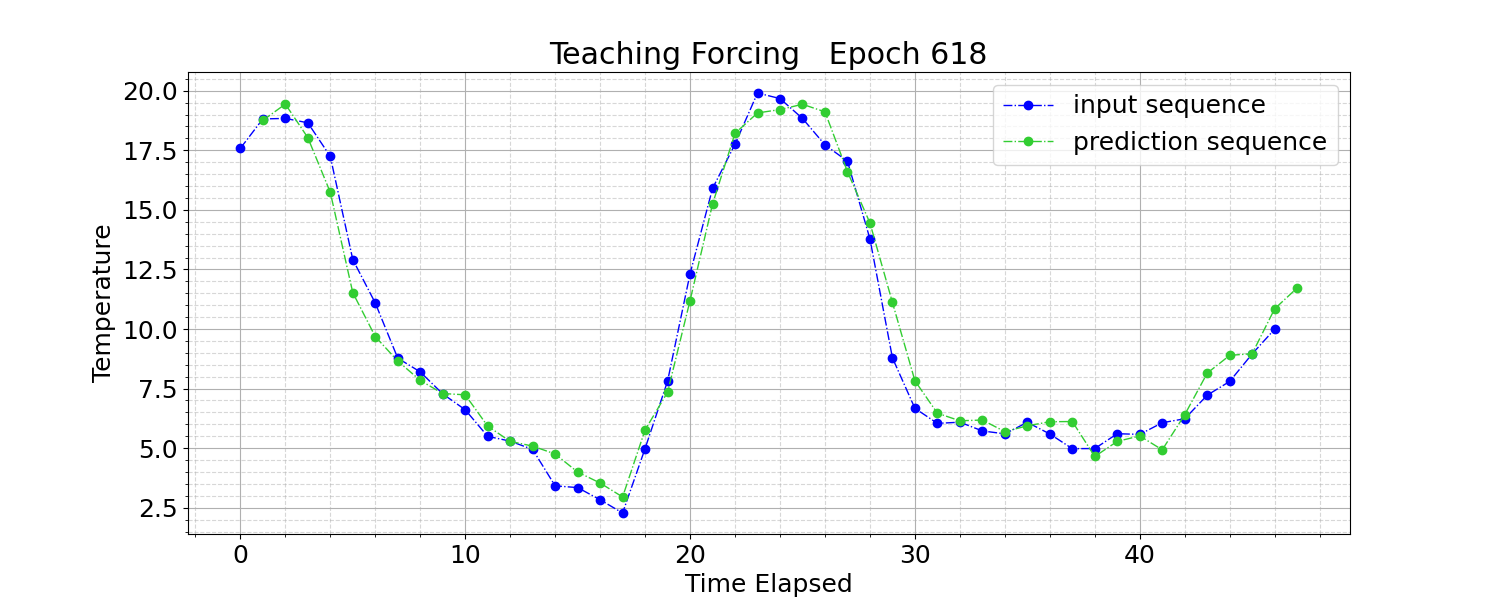 Teaching Forcing   Epoch 618
input sequence
prediction sequence
20.0
17.5
15.0
12.5
10.0
7.5
5.0
2.5
Temperature
0 10 20 30 40
Time Elapsed